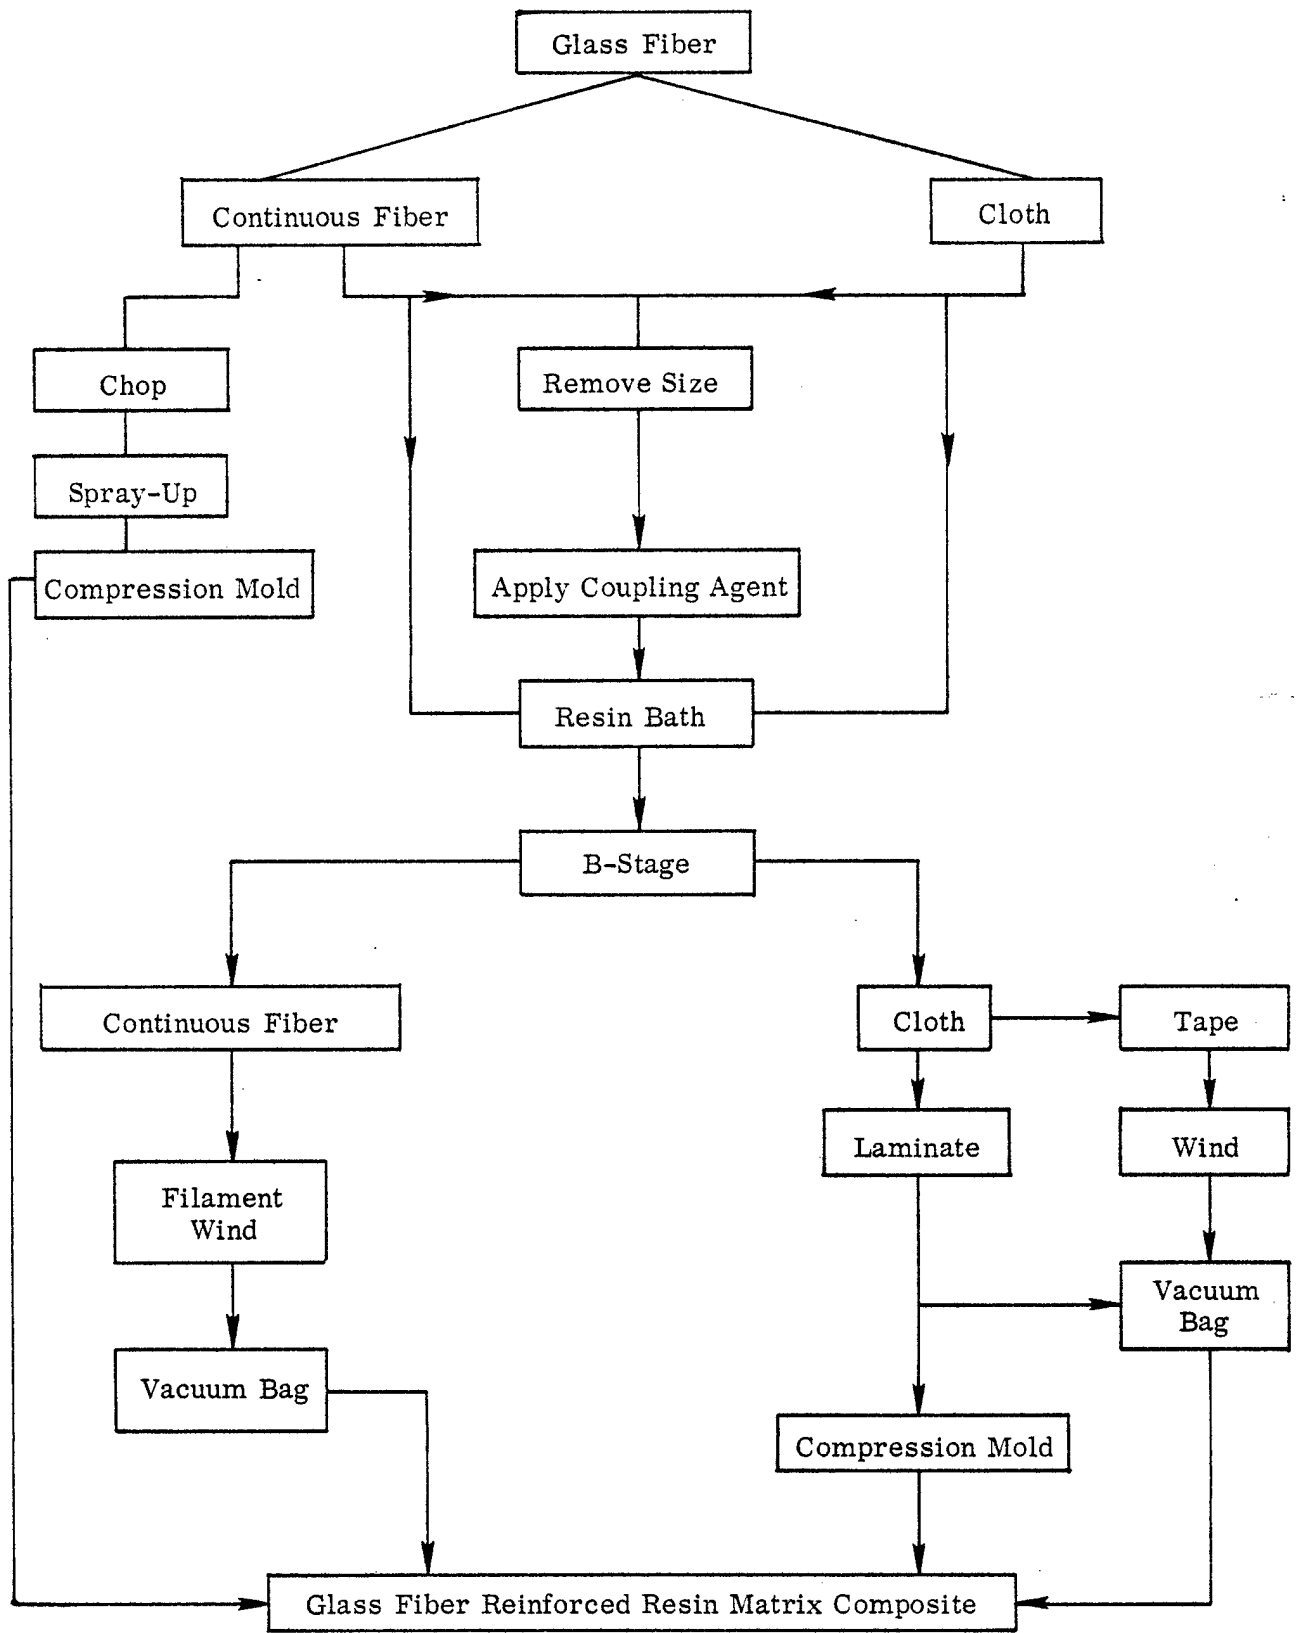 Glass Fiber
Continuous Fiber
Cloth
Chop
Remove Size
Spray-Up
Compression Mold
Apply Coupling Agent
Resin Bath
B-Stage
Continuous Fiber
Cloth
Tape
Laminate
Wind
Filament
Wind
Vacuum
Bag
Vacuum Bag
Compression Mold
Glass Fiber Reinforced Resin Matrix Composite